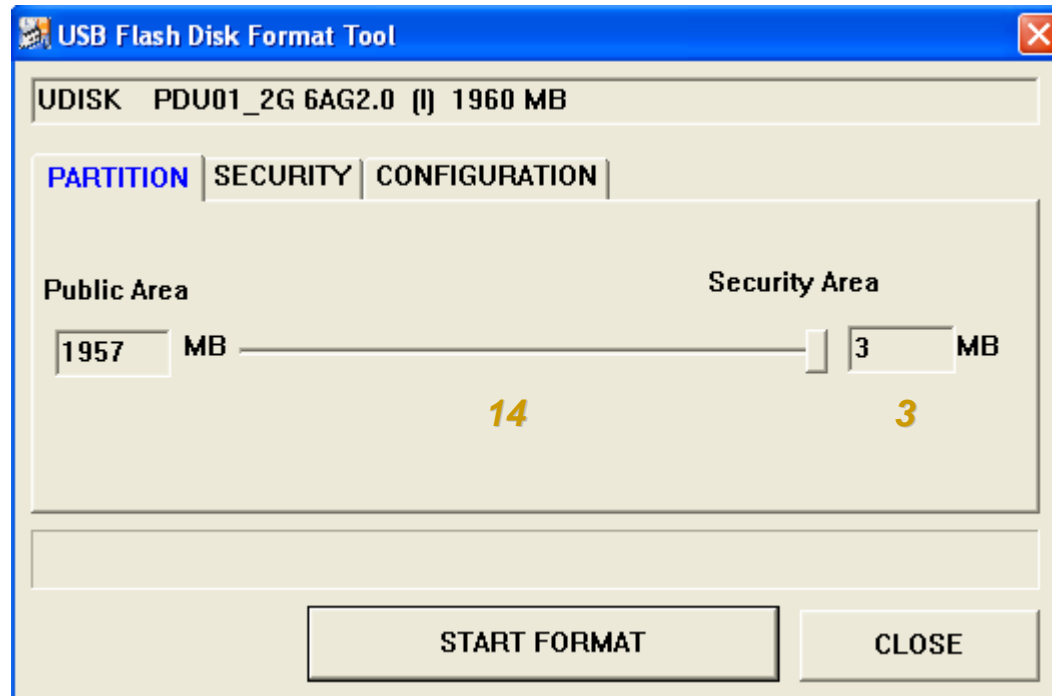 USB Flash Disk Format Tool
UDISK PDU01_2G 6AG2.0 (I) 1960 MB
PARTITION SECURITY CONFIGURATION
Public Area Security Area
1957 MB 3 MB
14 3
START FORMAT CLOSE